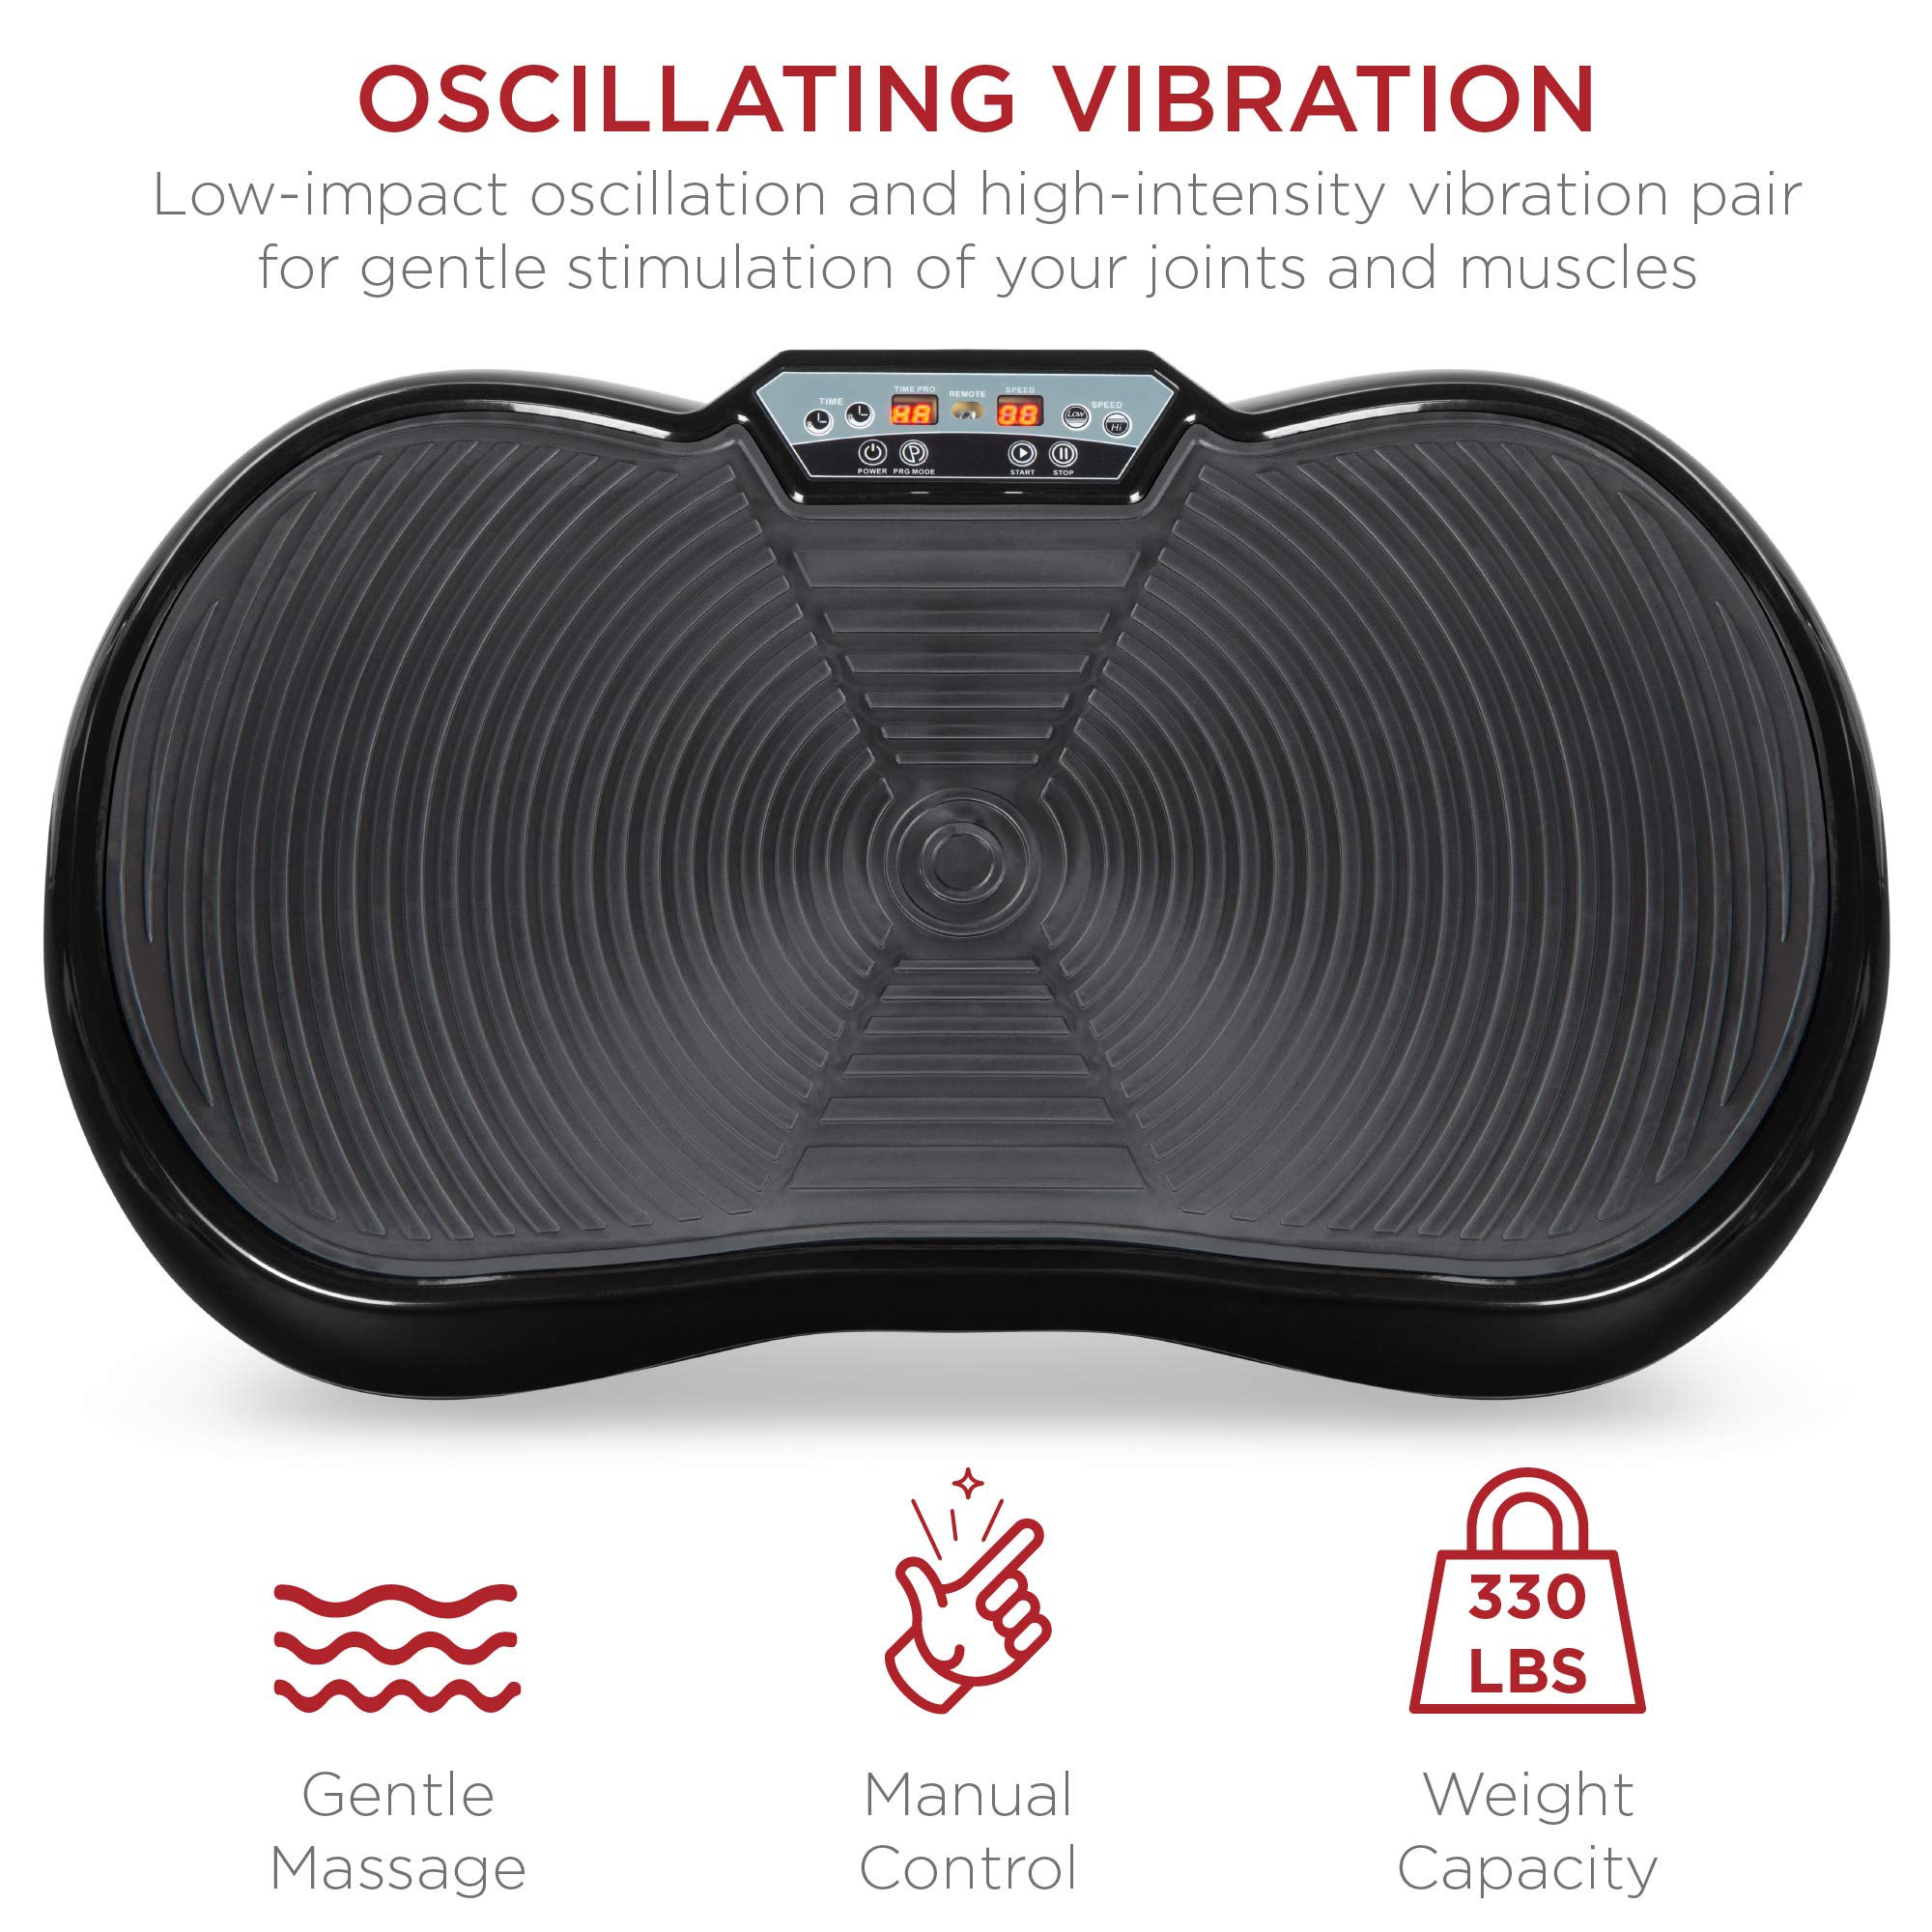 OSCILLATING VIBRATION
Low-impact oscillation and high-intensity vibration pair
for gentle stimulation of your joints and muscles
TIME PRO REMOTE SPEED
TIME SPEED
Low
Hi
POWER PRG MODE START STOP
330
LBS
Gentle
Massage
Manual
Control
Weight
Capacity